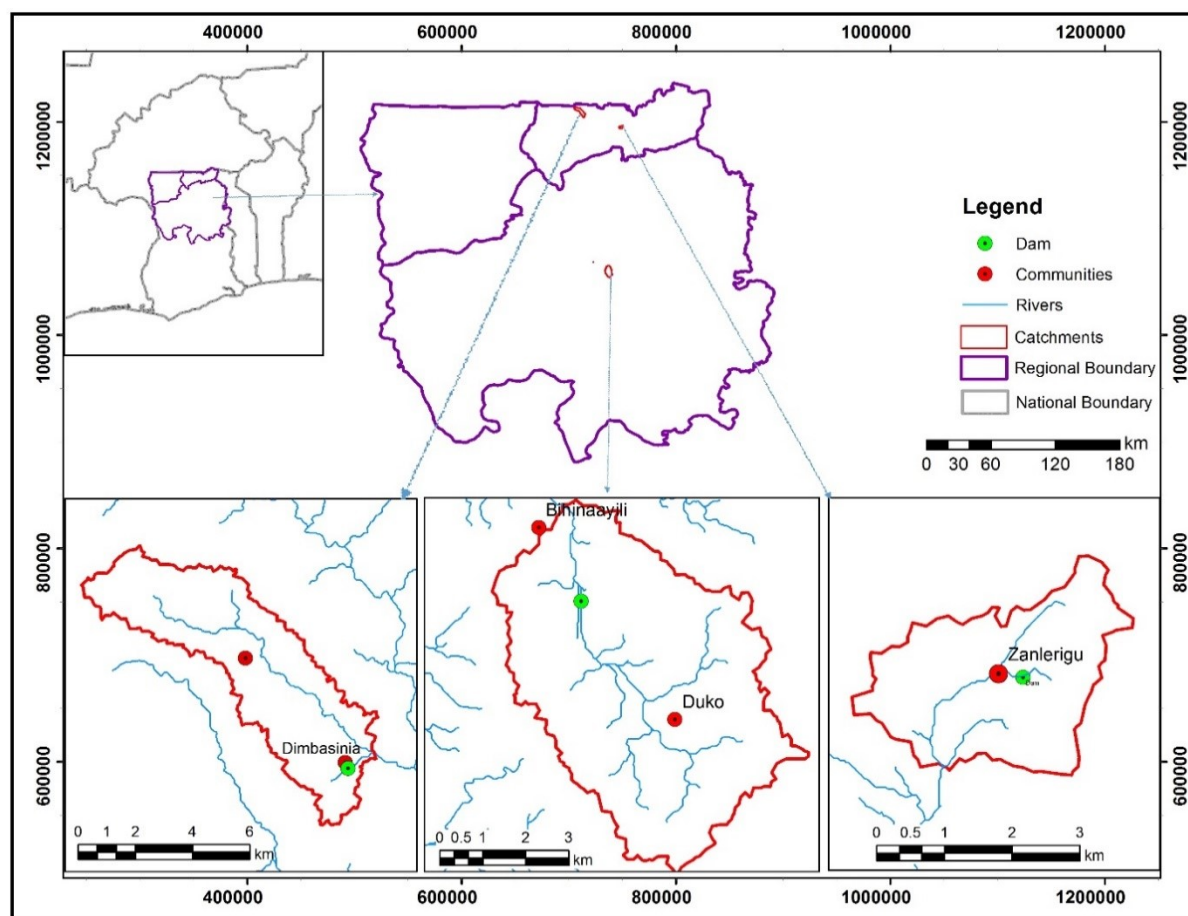 400000 600000 800000 1000000 1200000
1200000
1200000
Legend
Dam
Communities
Rivers
Catchments
1000000
1000000
Regional Boundary
National Boundary
km
0 30 60 120 180
Bihinaayili
800000
800000
Zanlerigu
Dam
Duko
Dimbasinia
600000
600000
0 1 2 4 6
km
0 0.5 1 2 3
km
0 0.5 1 2 3
km
400000 600000 800000 1000000 1200000